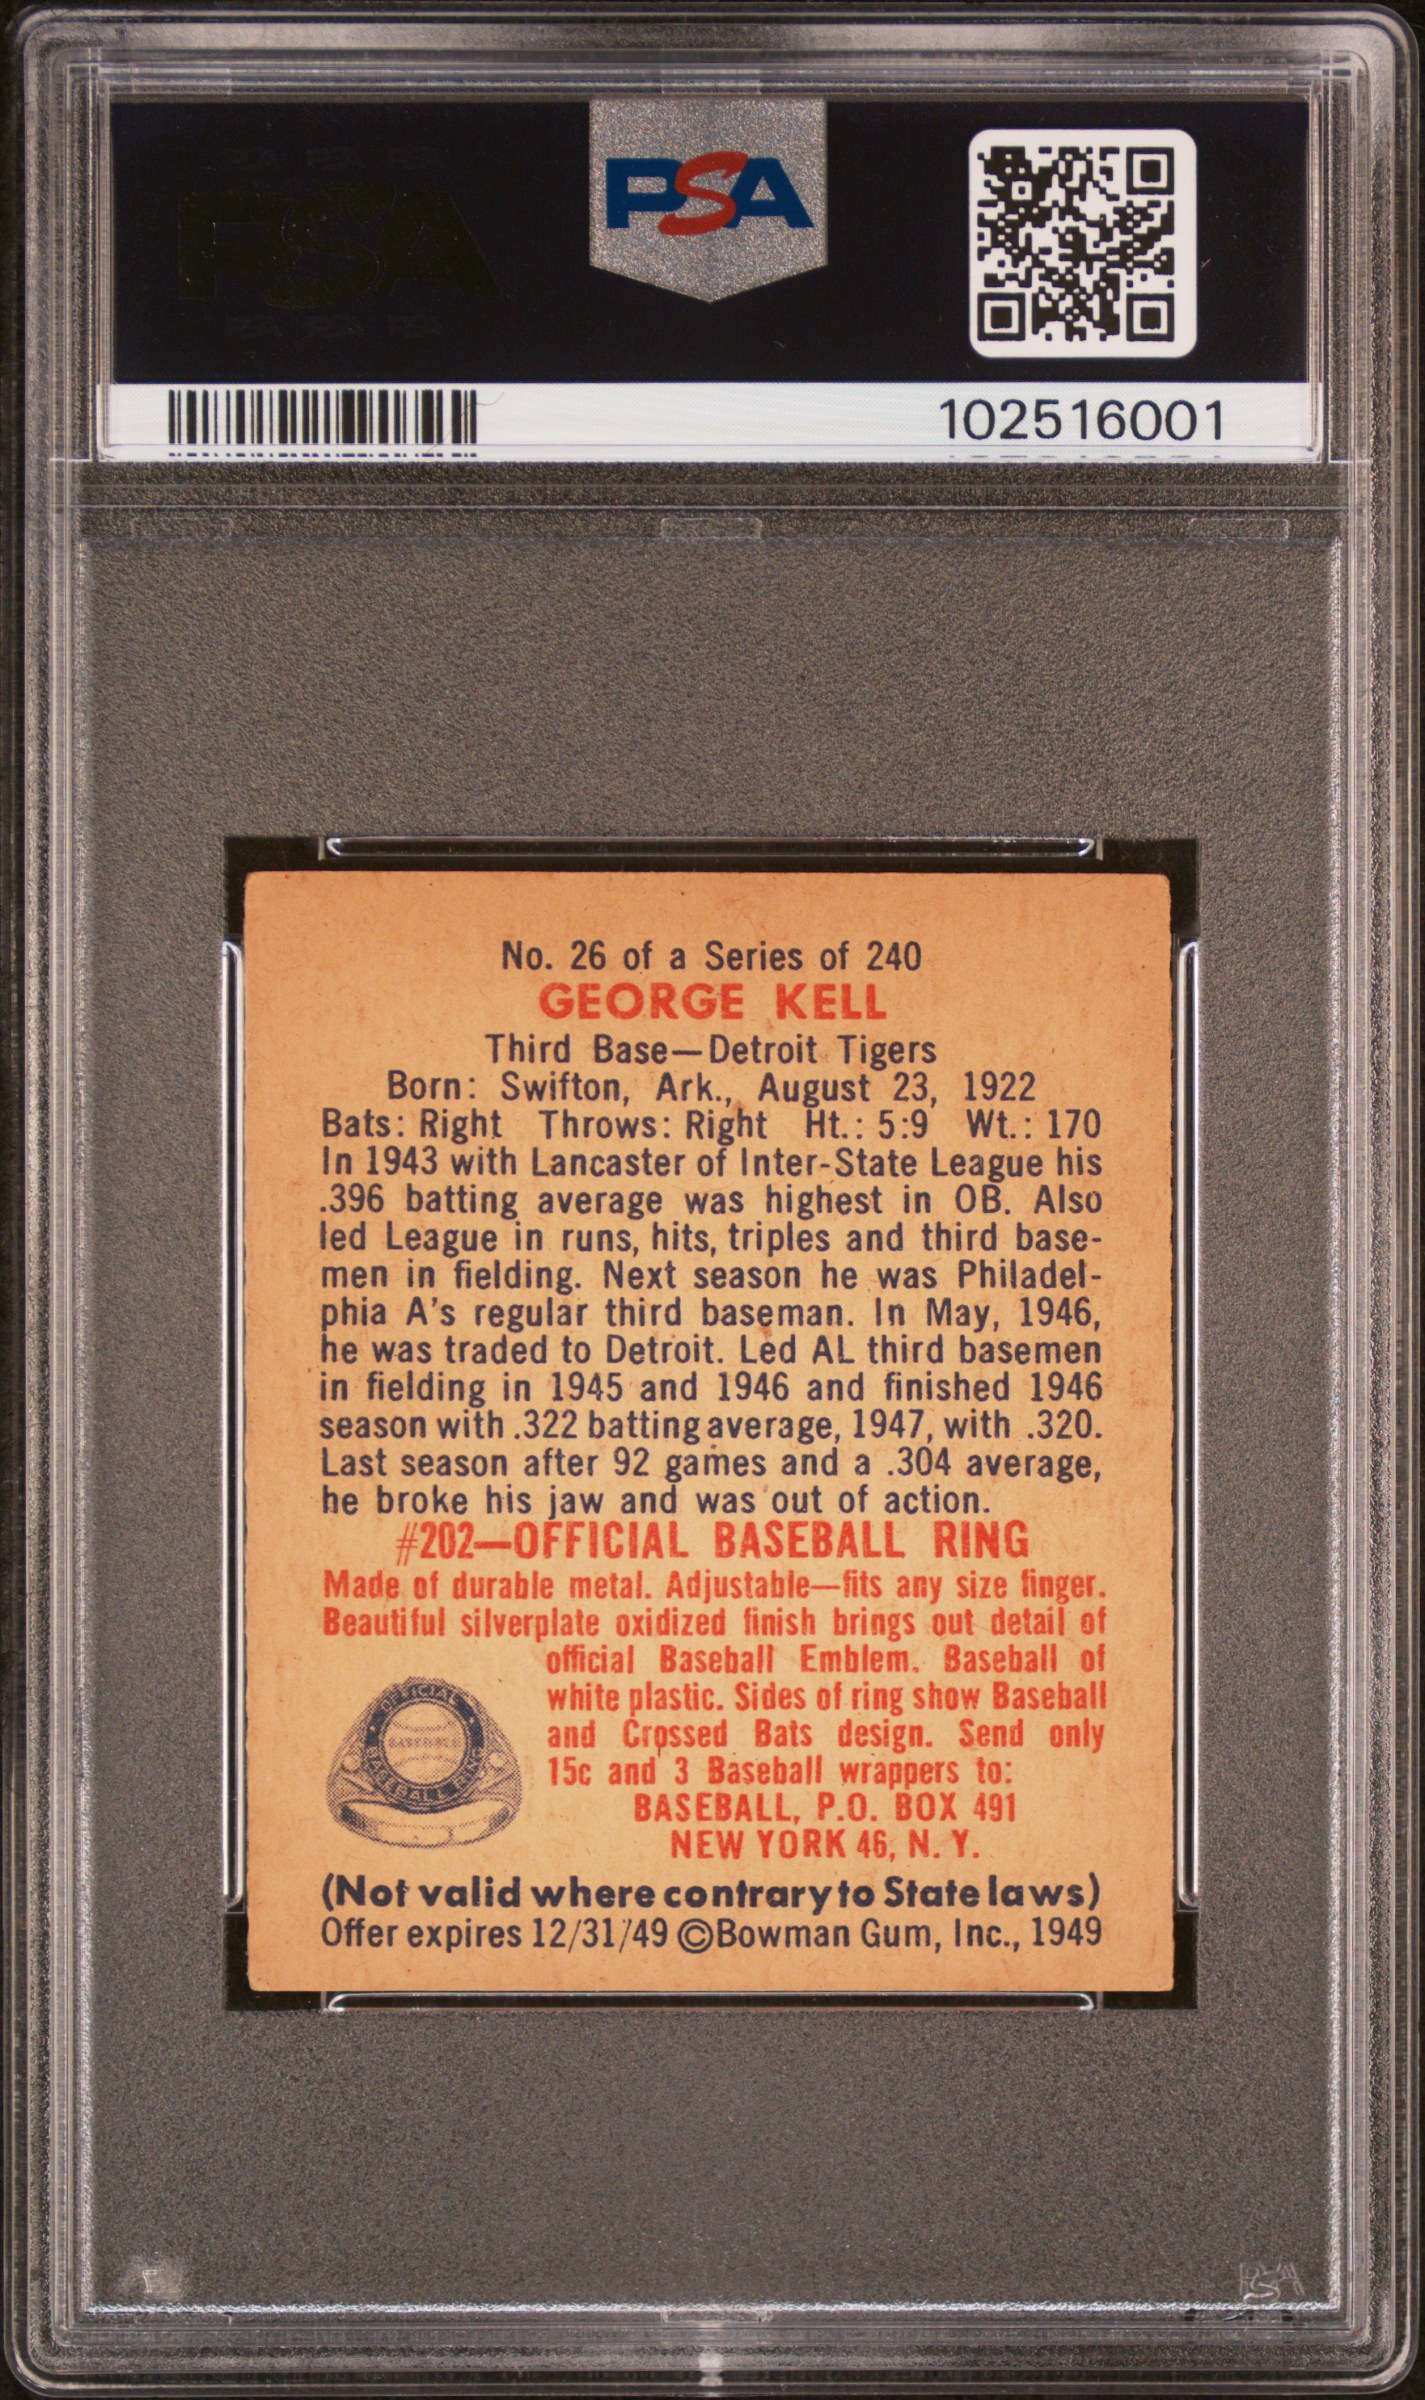 PSA
102516001
No. 26 of a Series of 240
GEORGE KELL
Third Base—Detroit Tigers
Born: Swifton, Ark., August 23, 1922
Bats: Right Throws: Right Ht.: 5:9 Wt.: 170
In 1943 with Lancaster of Inter-State League his
.396 batting average was highest in OB. Also
led League in runs, hits, triples and third base-
men in fielding. Next season he was Philadel-
phia A's regular third baseman. In May, 1946,
he was traded to Detroit. Led AL third basemen
in fielding in 1945 and 1946 and finished 1946
season with .322 batting average, 1947, with .320.
Last season after 92 games and a .304 average,
he broke his jaw and was out of action.
#202—OFFICIAL BASEBALL RING
Made of durable metal. Adjustable—fits any size finger.
Beautiful silverplate oxidized finish brings out detail of
official Baseball Emblem. Baseball of
white plastic. Sides of ring show Baseball
and Crossed Bats design. Send only
15c and 3 Baseball wrappers to:
BASEBALL, P.O. BOX 491
NEW YORK 46, N. Y.
OFFICIAL
BASEBALL
BASEBALL RING
(Not valid where contrary to State laws)
Offer expires 12/31/49 ©Bowman Gum, Inc., 1949
PSA